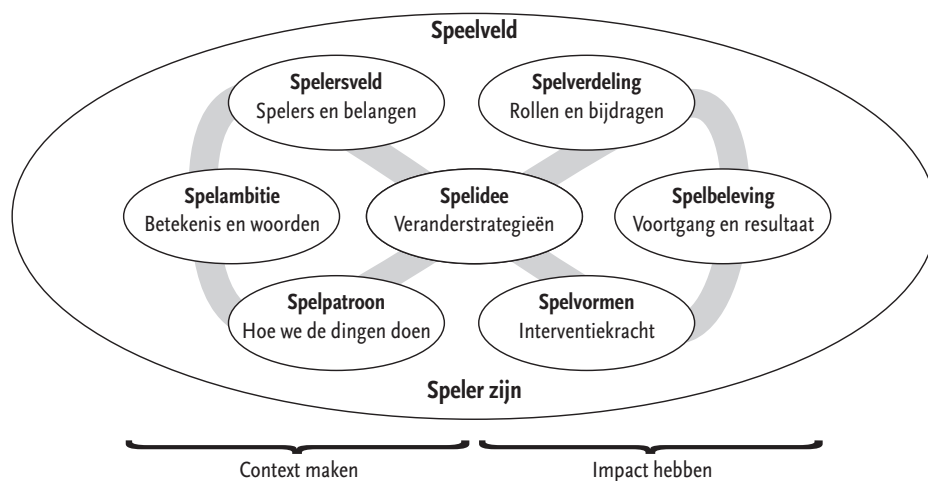 Speelveld
Spelersveld
Spelers en belangen
Spelverdeling
Rollen en bijdragen
Spelambitie
Betekenis en woorden
Spelidee
Veranderstrategieën
Spelbeleving
Voortgang en resultaat
Spelpatroon
Hoe we de dingen doen
Spelvormen
Interventiekracht
Speler zijn
Context maken
Impact hebben